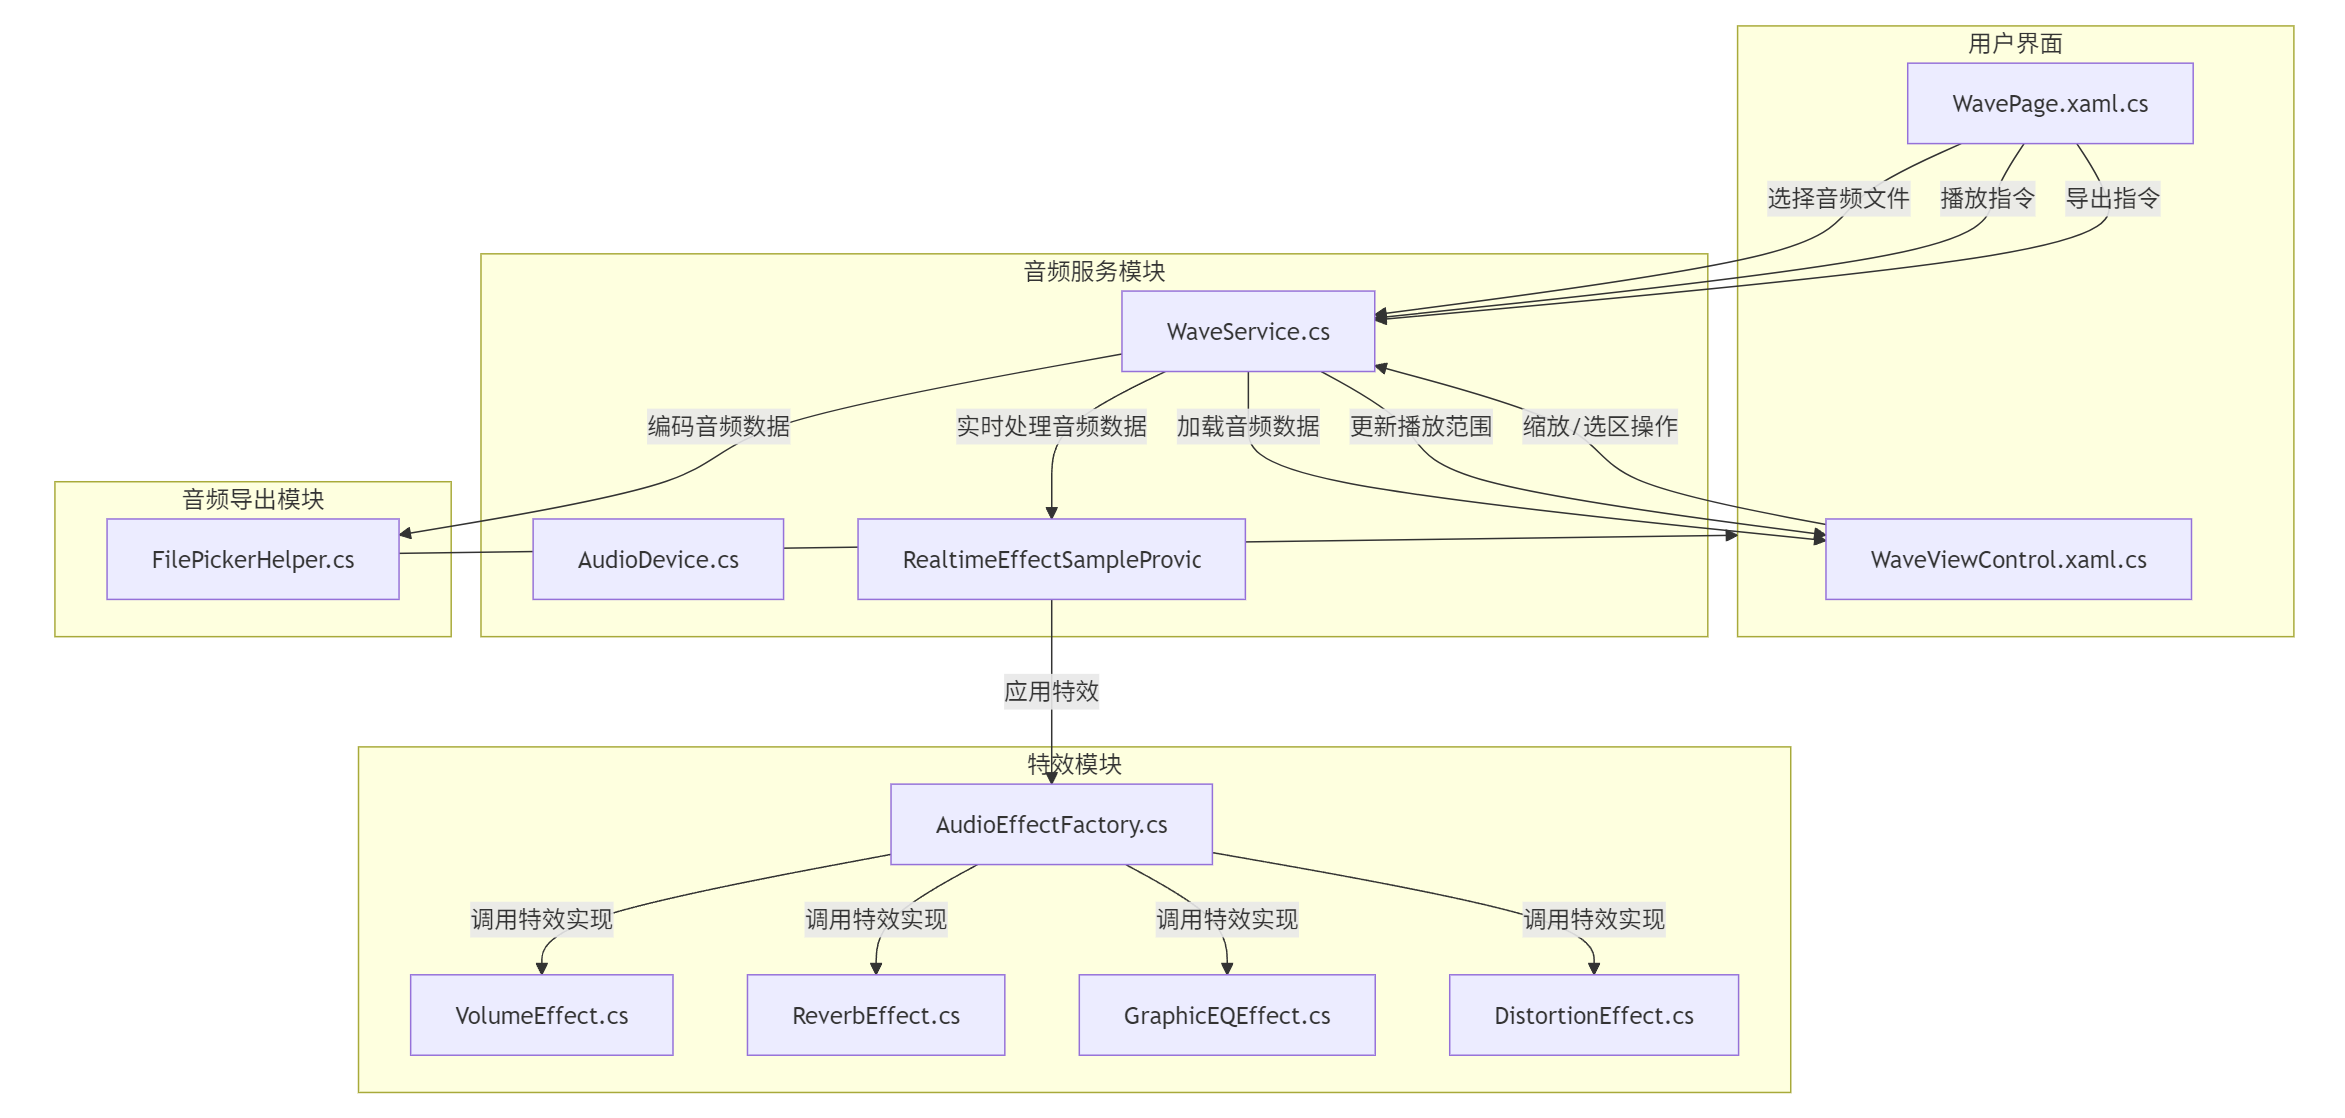 用户界面
WavePage.xaml.cs
选择音频文件
播放指令
导出指令
音频服务模块
WaveService.cs
编码音频数据
实时处理音频数据
加载音频数据
更新播放范围
缩放/选区操作
音频导出模块
FilePickerHelper.cs
AudioDevice.cs
RealtimeEffectSampleProvic
WaveViewControl.xaml.cs
应用特效
特效模块
AudioEffectFactory.cs
调用特效实现
调用特效实现
调用特效实现
调用特效实现
VolumeEffect.cs
ReverbEffect.cs
GraphicEQEffect.cs
DistortionEffect.cs